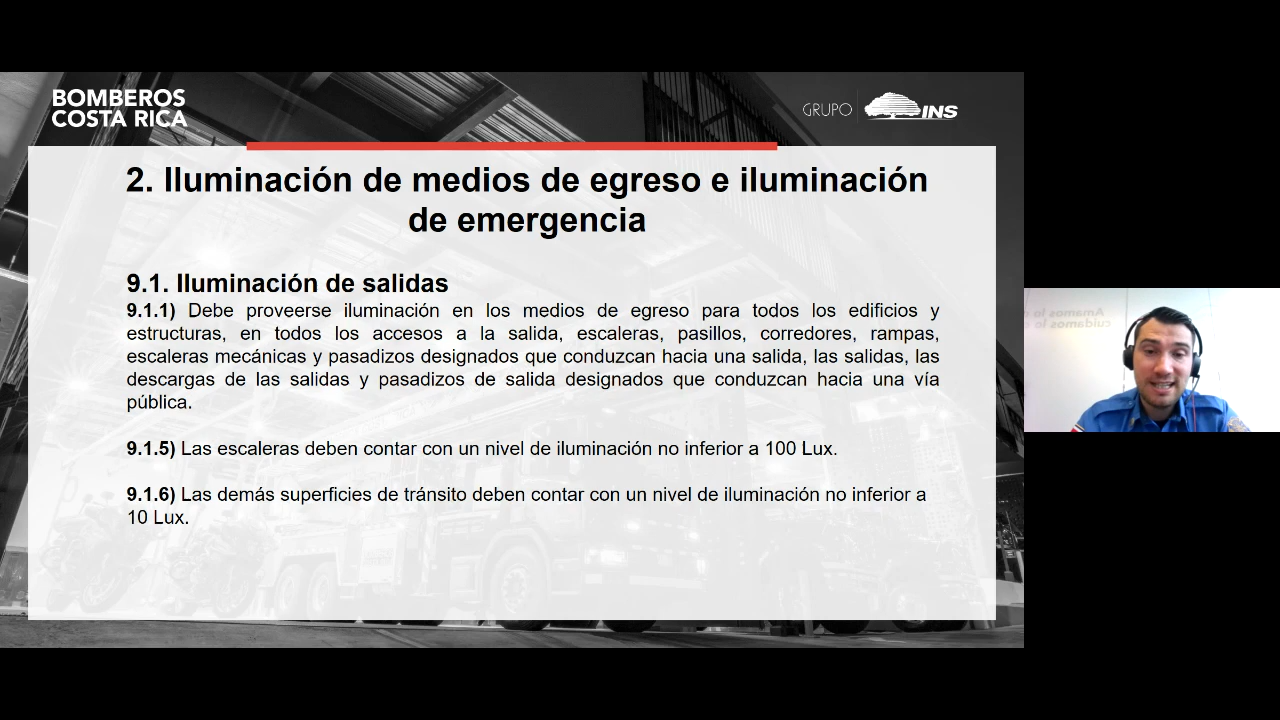 BOMBEROS
COSTA RICA
GRUPO INS
2. Iluminación de medios de egreso e iluminación
de emergencia
9.1. Iluminación de salidas
9.1.1) Debe proveerse iluminación en los medios de egreso para todos los edificios y
estructuras, en todos los accesos a la salida, escaleras, pasillos, corredores, rampas,
escaleras mecánicas y pasadizos designados que conduzcan hacia una salida, las salidas, las
descargas de las salidas y pasadizos de salida designados que conduzcan hacia una vía
pública.
9.1.5) Las escaleras deben contar con un nivel de iluminación no inferior a 100 Lux.
9.1.6) Las demás superficies de tránsito deben contar con un nivel de iluminación no inferior a
10 Lux.
Amamos lo
cuidamos lo